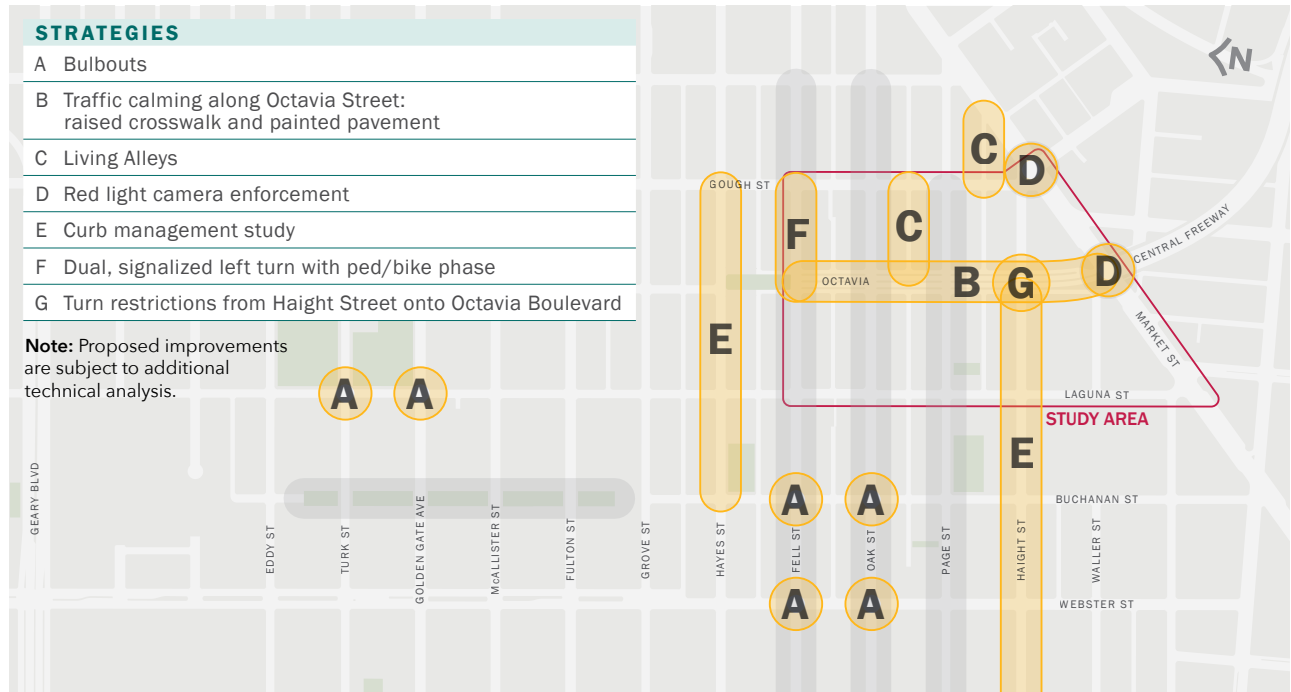 STRATEGIES
A Bulbouts
B Traffic calming along Octavia Street:
raised crosswalk and painted pavement
C Living Alleys
D Red light camera enforcement
E Curb management study
F Dual, signalized left turn with ped/bike phase
G Turn restrictions from Haight Street onto Octavia Boulevard
Note: Proposed improvements
are subject to additional
technical analysis.
N
C
D
GOUGH ST
F
C
CENTRAL FREEWAY
OCTAVIA
B
G
D
E
MARKET ST
A
A
LAGUNA ST
STUDY AREA
E
A
A
BUCHANAN ST
GEARY BLVD
EDDY ST
TURK ST
GOLDEN GATE AVE
McALLISTER ST
FULTON ST
GROVE ST
HAYES ST
FELL ST
OAK ST
PAGE ST
HAIGHT ST
WALLER ST
A
A
WEBSTER ST